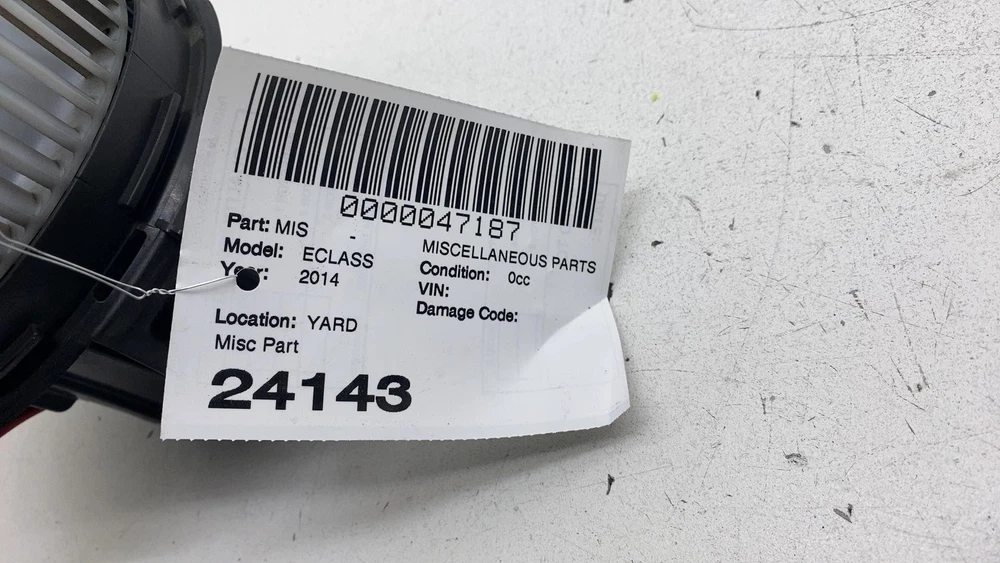 0000047187
Part: MIS - MISCELLANEOUS PARTS
Model: ECLASS Condition: 0cc
Year: 2014 VIN:
Damage Code:
Location: YARD
Misc Part
24143